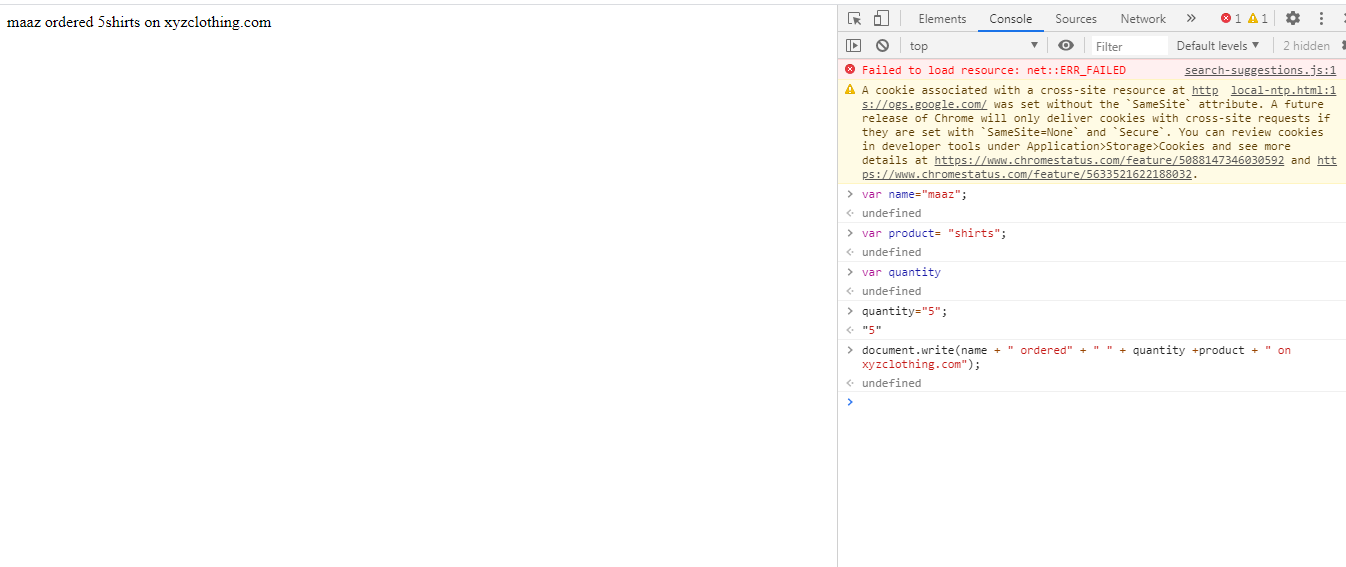 maaz ordered 5shirts on xyzclothing.com
Elements Console Sources Network » 1 1
top ▼ Filter Default levels ▼ 2 hidden
Failed to load resource: net::ERR_FAILED search-suggestions.js:1
A cookie associated with a cross-site resource at http local-ntp.html:1
s://ogs.google.com/ was set without the `SameSite` attribute. A future
release of Chrome will only deliver cookies with cross-site requests if
they are set with `SameSite=None` and `Secure`. You can review cookies
in developer tools under Application>Storage>Cookies and see more
details at https://www.chromestatus.com/feature/5088147346030592 and htt
ps://www.chromestatus.com/feature/5633521622188032.
> var name="maaz";
undefined
> var product= "shirts";
undefined
> var quantity
undefined
> quantity="5";
"5"
> document.write(name + " ordered" + " " + quantity +product + " on
xyzclothing.com");
undefined
>